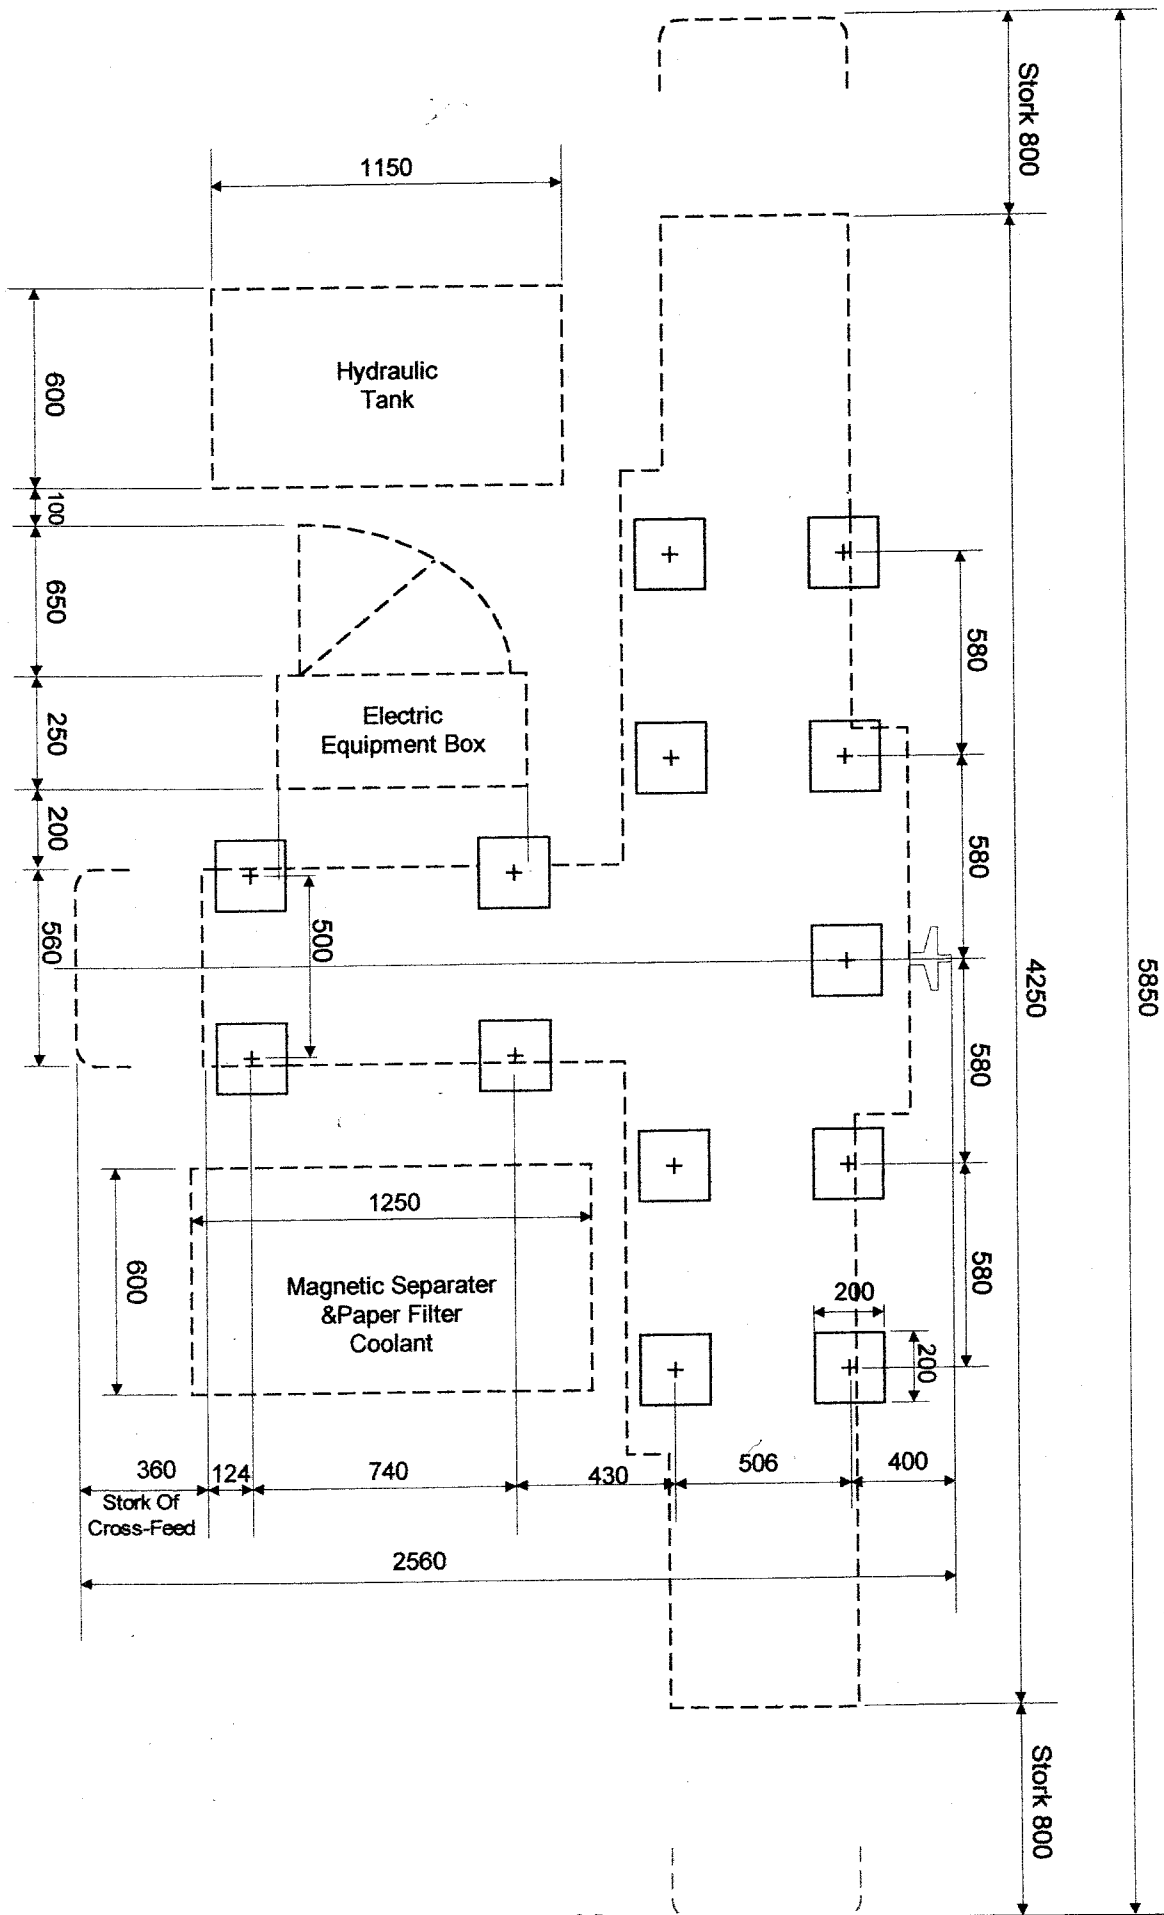 Stork 800
1150
600
Hydraulic
Tank
100
650
580
Electric
Equipment Box
250
200
580
500
560
4250
5850
580
1250
600
Magnetic Separater
&Paper Filter
Coolant
580
200
200
360
124
740
430
506
400
Stork Of
Cross-Feed
2560
Stork 800